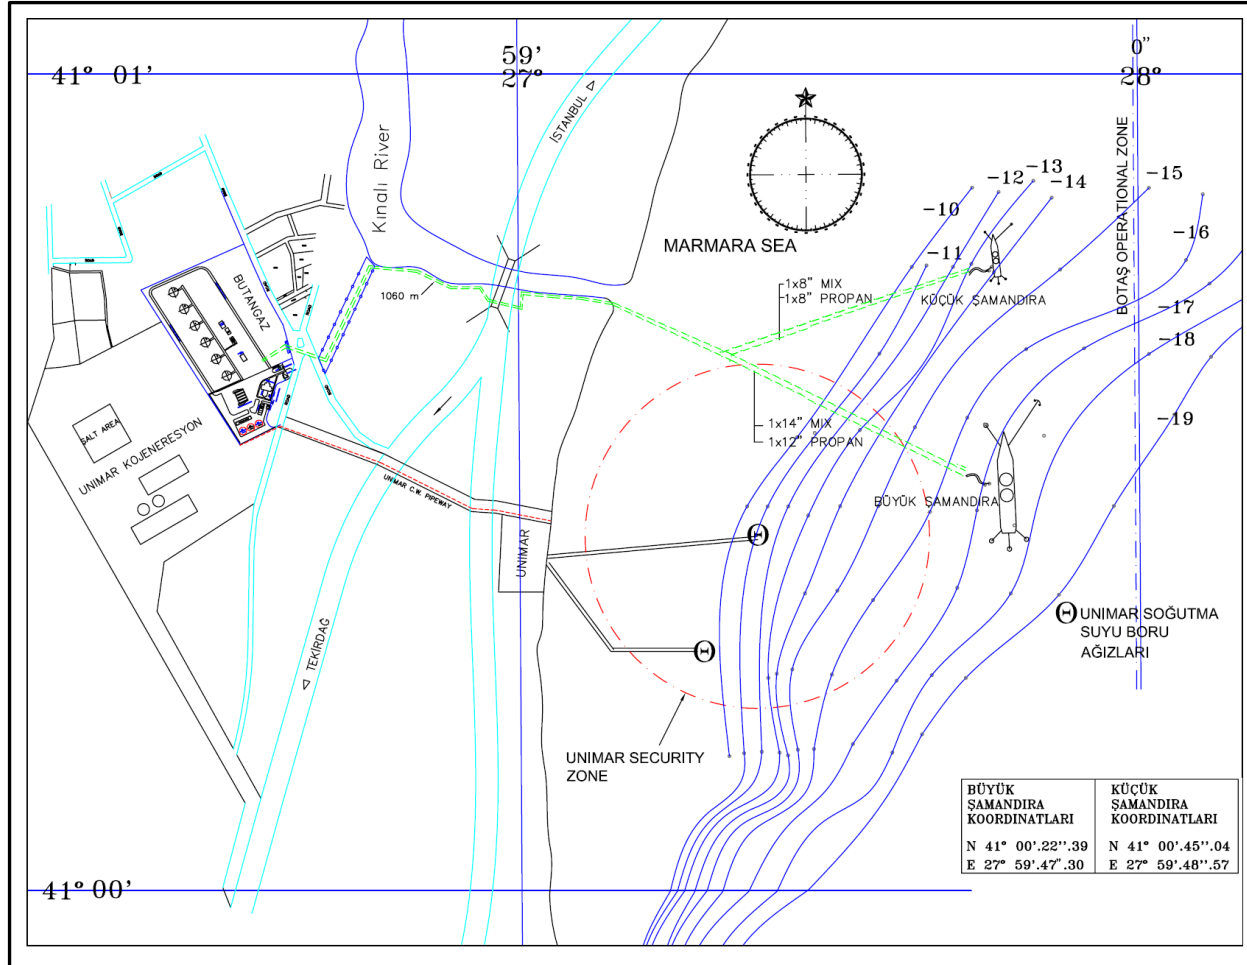 41° 01'
59'
27°
0"
28°
ISTANBUL
Kındlı River
MARMARA SEA
BOTAŞ OPERATIONAL ZONE
-10
-11
-12
-13
-14
-15
-16
-17
-18
-19
1x8" MIX
1x8" PROPAN
KÜÇÜK ŞAMANDIRA
1060 m
BUTANGAZ
1x14" MIX
1x12" PROPAN
SALT AREA
UNIMAR KOJENERESYON
UNIMAR C.W. PIPEWAY
BÜYÜK ŞAMANDIRA
UNIMAR
TEKİRDAĞ
UNIMAR SOĞUTMA
SUYU BORU
AĞIZLARI
UNIMAR SECURITY
ZONE
BÜYÜK
ŞAMANDIRA
KOORDINATLARI
N 41° 00'.22''.39
E 27° 59'.47".30
KÜÇÜK
ŞAMANDIRA
KOORDINATLARI
N 41° 00'.45''.04
E 27° 59'.48''.57
41° 00'